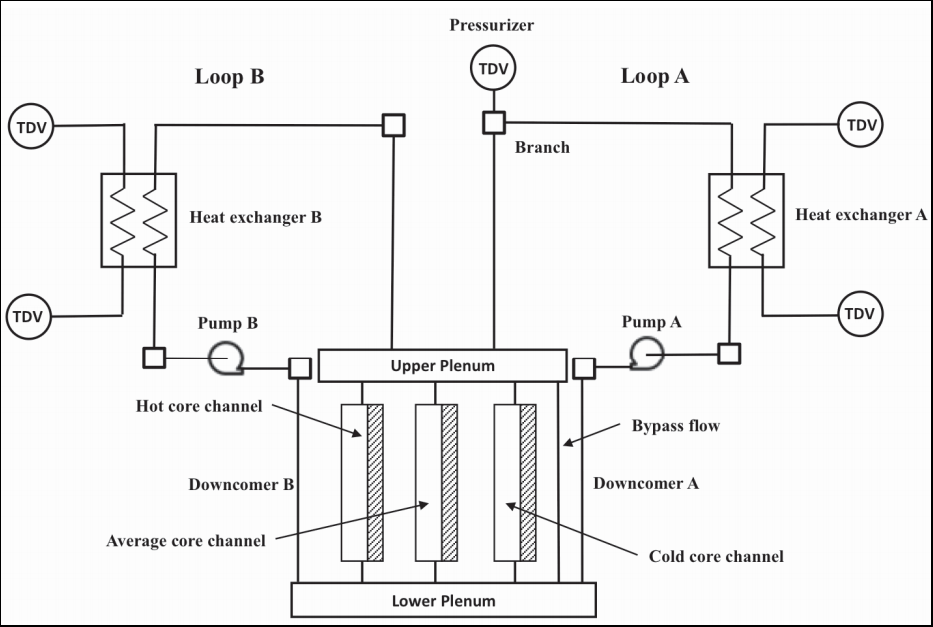 Pressurizer
TDV
Loop B
Loop A
TDV
TDV
Branch
Heat exchanger B
Heat exchanger A
TDV
TDV
Pump B
Pump A
Upper Plenum
Hot core channel
Bypass flow
Downcomer B
Downcomer A
Average core channel
Cold core channel
Lower Plenum